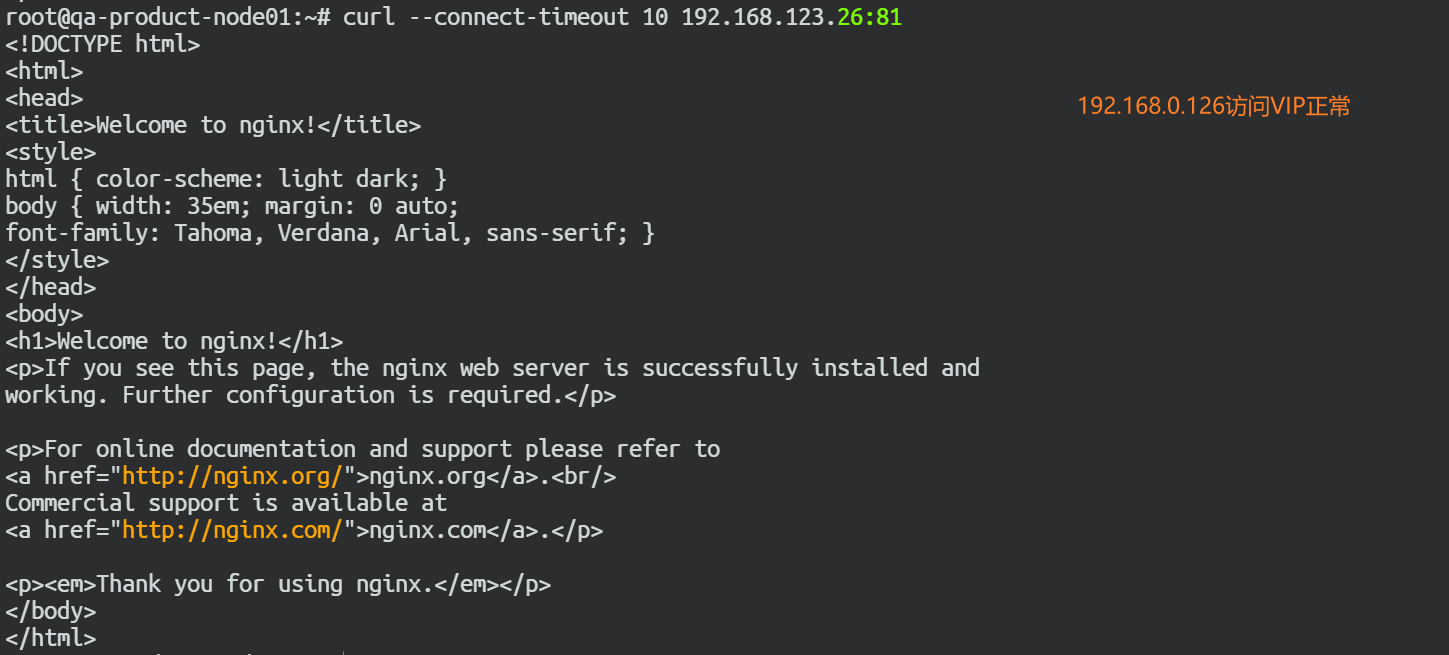 root@qa-product-node01:~# curl --connect-timeout 10 192.168.123.26:81
<!DOCTYPE html>
<html>
<head>
192.168.0.126访问VIP正常
<title>Welcome to nginx!</title>
<style>
html { color-scheme: light dark; }
body { width: 35em; margin: 0 auto;
font-family: Tahoma, Verdana, Arial, sans-serif; }
</style>
</head>
<body>
<h1>Welcome to nginx!</h1>
<p>If you see this page, the nginx web server is successfully installed and
working. Further configuration is required.</p>

<p>For online documentation and support please refer to
<a href="http://nginx.org/">nginx.org</a>.<br/>
Commercial support is available at
<a href="http://nginx.com/">nginx.com</a>.</p>

<p><em>Thank you for using nginx.</em></p>
</body>
</html>